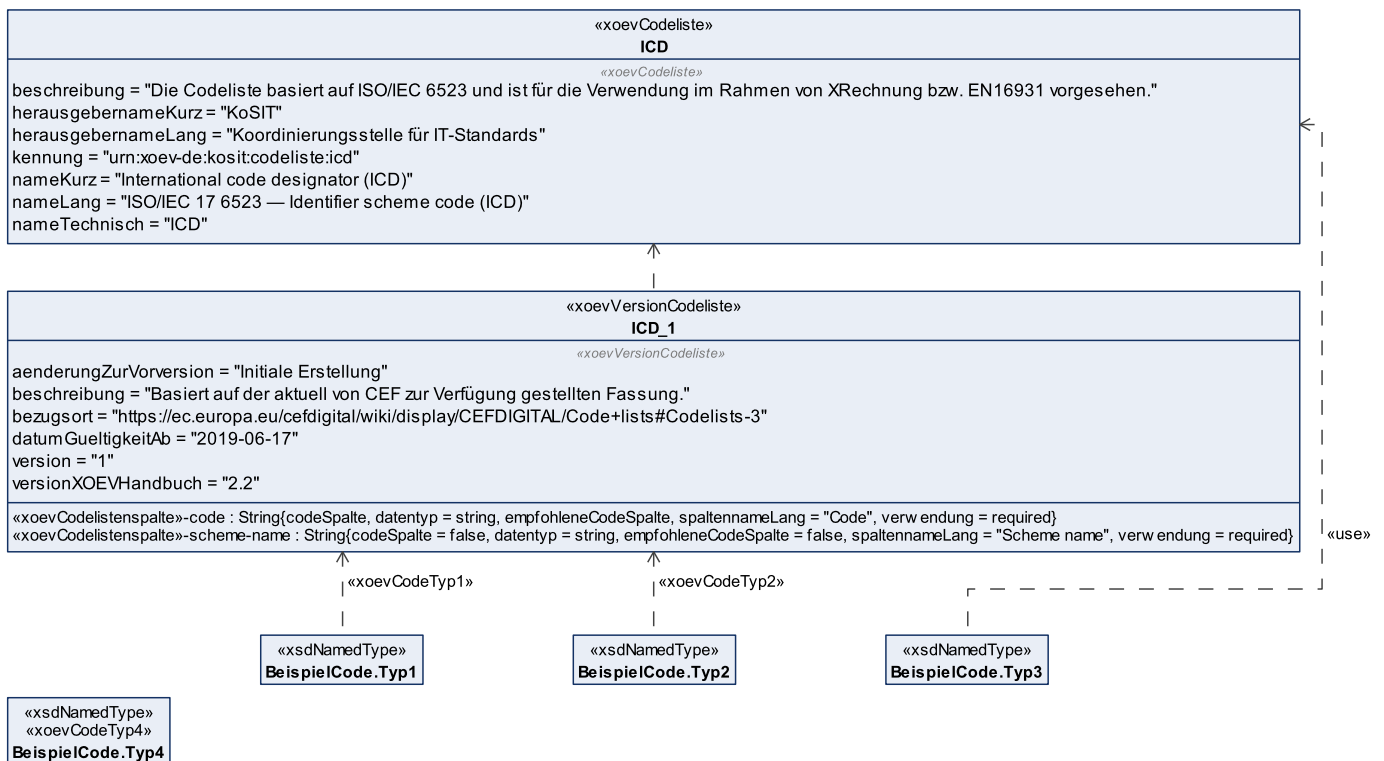 «xoevCodeliste»
ICD
«xoevCodeliste»
beschreibung = "Die Codeliste basiert auf ISO/IEC 6523 und ist für die Verwendung im Rahmen von XRechnung bzw. EN16931 vorgesehen."
herausgebernameKurz = "KoSIT"
herausgebernameLang = "Koordinierungsstelle für IT-Standards"
kennung = "urn:xoev-de:kosit:codeliste:icd"
nameKurz = "International code designator (ICD)"
nameLang = "ISO/IEC 17 6523 — Identifier scheme code (ICD)"
nameTechnisch = "ICD"
«xoevVersionCodeliste»
ICD_1
«xoevVersionCodeliste»
aenderungZurVorversion = "Initiale Erstellung"
beschreibung = "Basiert auf der aktuell von CEF zur Verfügung gestellten Fassung."
bezugsort = "https://ec.europa.eu/cefdigital/wiki/display/CEFDIGITAL/Code+lists#Codelists-3"
datumGueltigkeitAb = "2019-06-17"
version = "1"
versionXOEVHandbuch = "2.2"
«xoevCodelistenspalte»-code : String{codeSpalte, datentyp = string, empfohleneCodeSpalte, spaltennameLang = "Code", verwendung = required}
«xoevCodelistenspalte»-scheme-name : String{codeSpalte = false, datentyp = string, empfohleneCodeSpalte = false, spaltennameLang = "Scheme name", verwendung = required}
«use»
«xoevCodeTyp1»
«xoevCodeTyp2»
«xsdNamedType»
BeispielCode.Typ1
«xsdNamedType»
BeispielCode.Typ2
«xsdNamedType»
BeispielCode.Typ3
«xsdNamedType»
«xoevCodeTyp4»
BeispielCode.Typ4